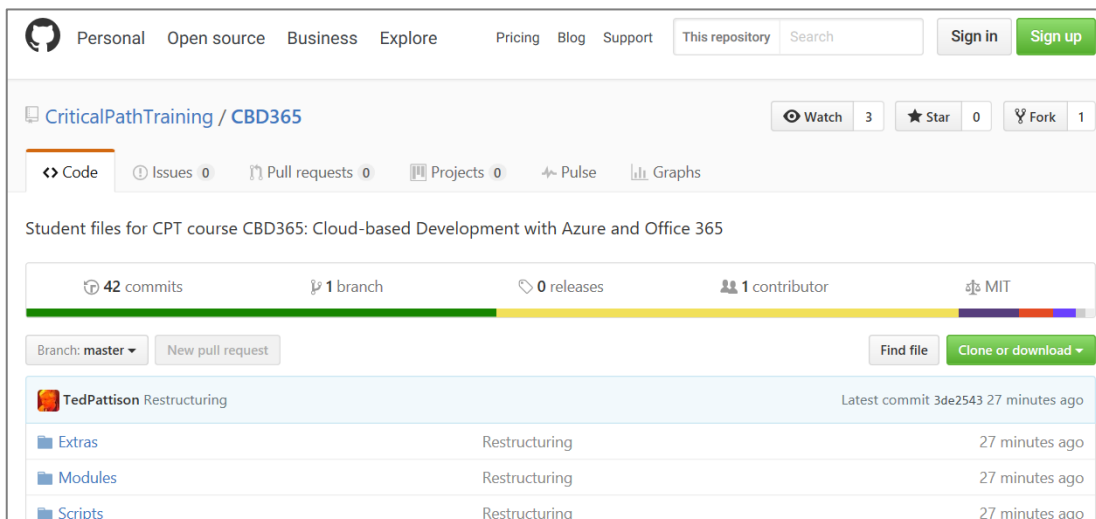 Personal Open source Business Explore Pricing Blog Support This repository Search Sign in Sign up
CriticalPathTraining / CBD365 Watch 3 Star 0 Fork 1
<> Code Issues 0 Pull requests 0 Projects 0 Pulse Graphs
Student files for CPT course CBD365: Cloud-based Development with Azure and Office 365
42 commits 1 branch 0 releases 1 contributor MIT
Branch: master New pull request Find file Clone or download
TedPattison Restructuring Latest commit 3de2543 27 minutes ago
Extras Restructuring 27 minutes ago
Modules Restructuring 27 minutes ago
Scripts Restructuring 27 minutes ago